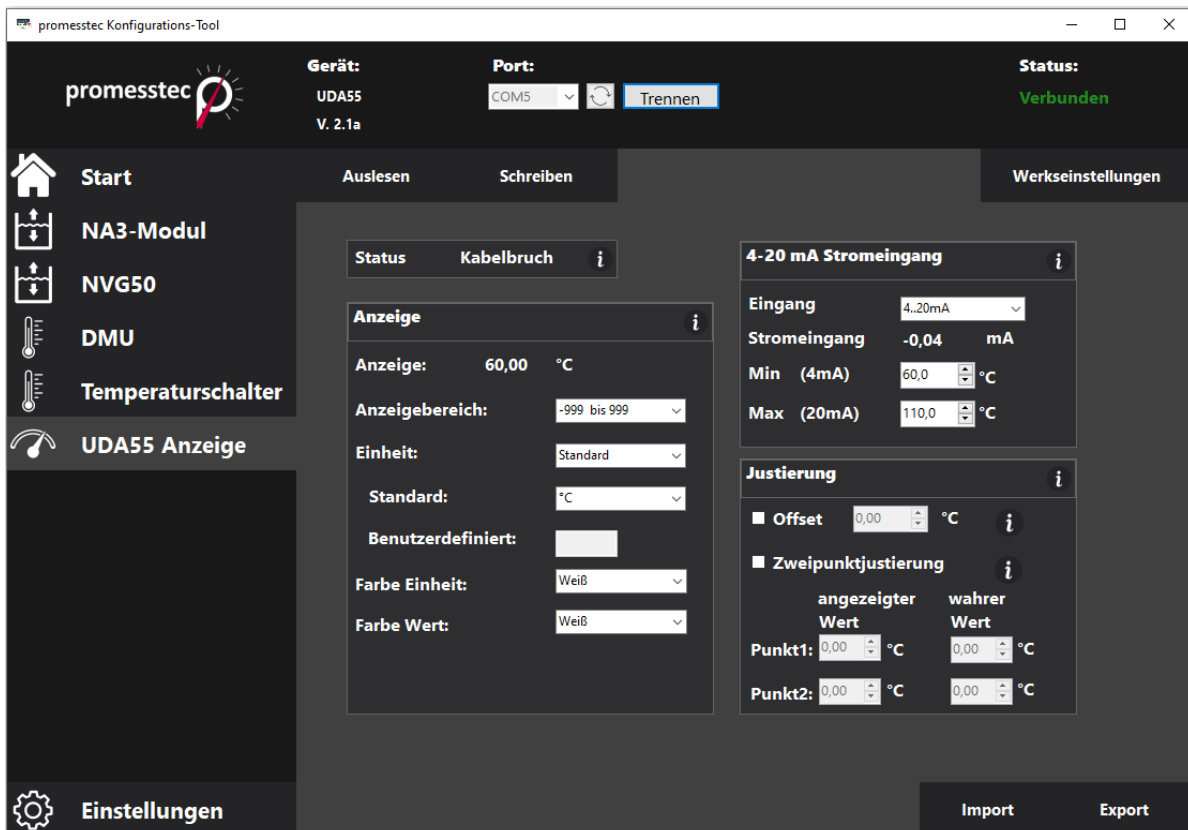 promesstec Konfigurations-Tool
promesstec
Gerät:
UDA55
V. 2.1a
Port:
COM5
Trennen
Status:
Verbunden
Start
NA3-Modul
NVG50
DMU
Temperaturschalter
UDA55 Anzeige
Einstellungen
Auslesen
Schreiben
Werkseinstellungen
Status Kabelbruch
Anzeige
Anzeige: 60,00 °C
Anzeigebereich: -999 bis 999
Einheit: Standard
Standard: °C
Benutzerdefiniert:
Farbe Einheit: Weiß
Farbe Wert: Weiß
4-20 mA Stromeingang
Eingang 4..20mA
Stromeingang -0,04 mA
Min (4mA) 60,0 °C
Max (20mA) 110,0 °C
Justierung
Offset 0,00 °C
Zweipunktjustierung
angezeigter wahrer
Wert Wert
Punkt1: 0,00 °C 0,00 °C
Punkt2: 0,00 °C 0,00 °C
Import
Export